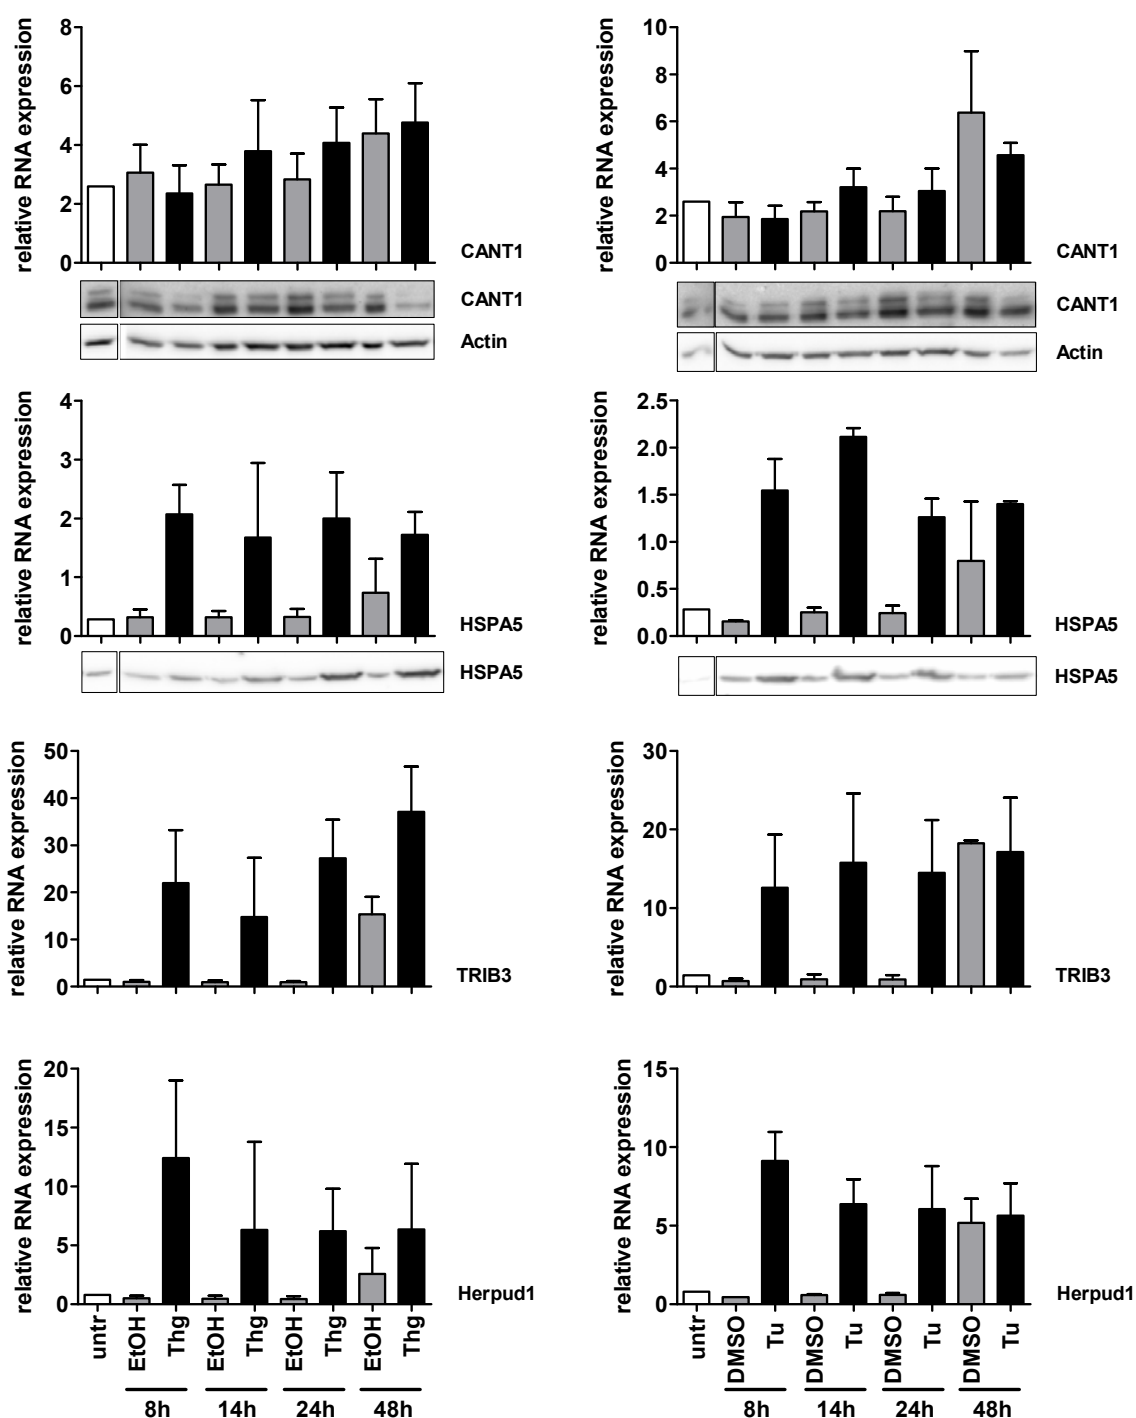 relative RNA expression
8
6
4
2
0
CANT1
CANT1
Actin
relative RNA expression
10
8
6
4
2
0
CANT1
CANT1
Actin
relative RNA expression
4
3
2
1
0
HSPA5
HSPA5
relative RNA expression
2.5
2.0
1.5
1.0
0.5
0.0
HSPA5
HSPA5
relative RNA expression
50
40
30
20
10
0
TRIB3
relative RNA expression
30
20
10
0
TRIB3
relative RNA expression
20
15
10
5
0
Herpud1
untr EtOH Thg EtOH Thg EtOH Thg EtOH Thg
8h 14h 24h 48h
relative RNA expression
15
10
5
0
Herpud1
untr DMSO Tu DMSO Tu DMSO Tu DMSO Tu
8h 14h 24h 48h